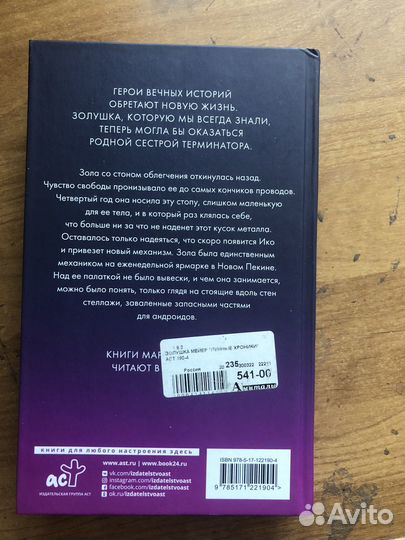 ГЕРОИ ВЕЧНЫХ ИСТОРИЙ
ОБРЕТАЮТ НОВУЮ ЖИЗНЬ.
ЗОЛУШКА, КОТОРУЮ МЫ ВСЕГДА ЗНАЛИ,
ТЕПЕРЬ МОГЛА БЫ ОКАЗАТЬСЯ
РОДНОЙ СЕСТРОЙ ТЕРМИНАТОРА.
Зола со стоном облегчения откинулась назад.
Чувство свободы пронизывало ее до самых кончиков проводов.
Четвертый год она носила эту стопу, слишком маленькую
для ее тела, и в который раз клялась себе,
что больше ни за что не наденет этот кусок металла.
Оставалось только надеяться, что скоро появится Ико
и привезет новый механизм. Зола была единственным
механиком на еженедельной ярмарке в Новом Пекине.
Над ее палаткой не было вывески, и чем она занимается,
можно было понять, только глядя на стоящие вдоль стен
стеллажи, заваленные запасными частями
для андроидов.
КНИГИ МАР
ЧИТАЮТ В
ЗОЛУШКА МЕЙЕР "ЛУННЫЕ ХРОНИКИ"
АСТ 190-4
Россия
235
541-00
Амиталь
книги для любого настроения здесь
аст
ИЗДАТЕЛЬСКАЯ ГРУППА АСТ
www.ast.ru | www.book24.ru
vk.com/izdatelstvoast
instagram.com/izdatelstvoast
facebook.com/izdatelstvoast
ok.ru/izdatelstvoast
ISBN 978-5-17-122190-4
9 785171 221904 >
Avito